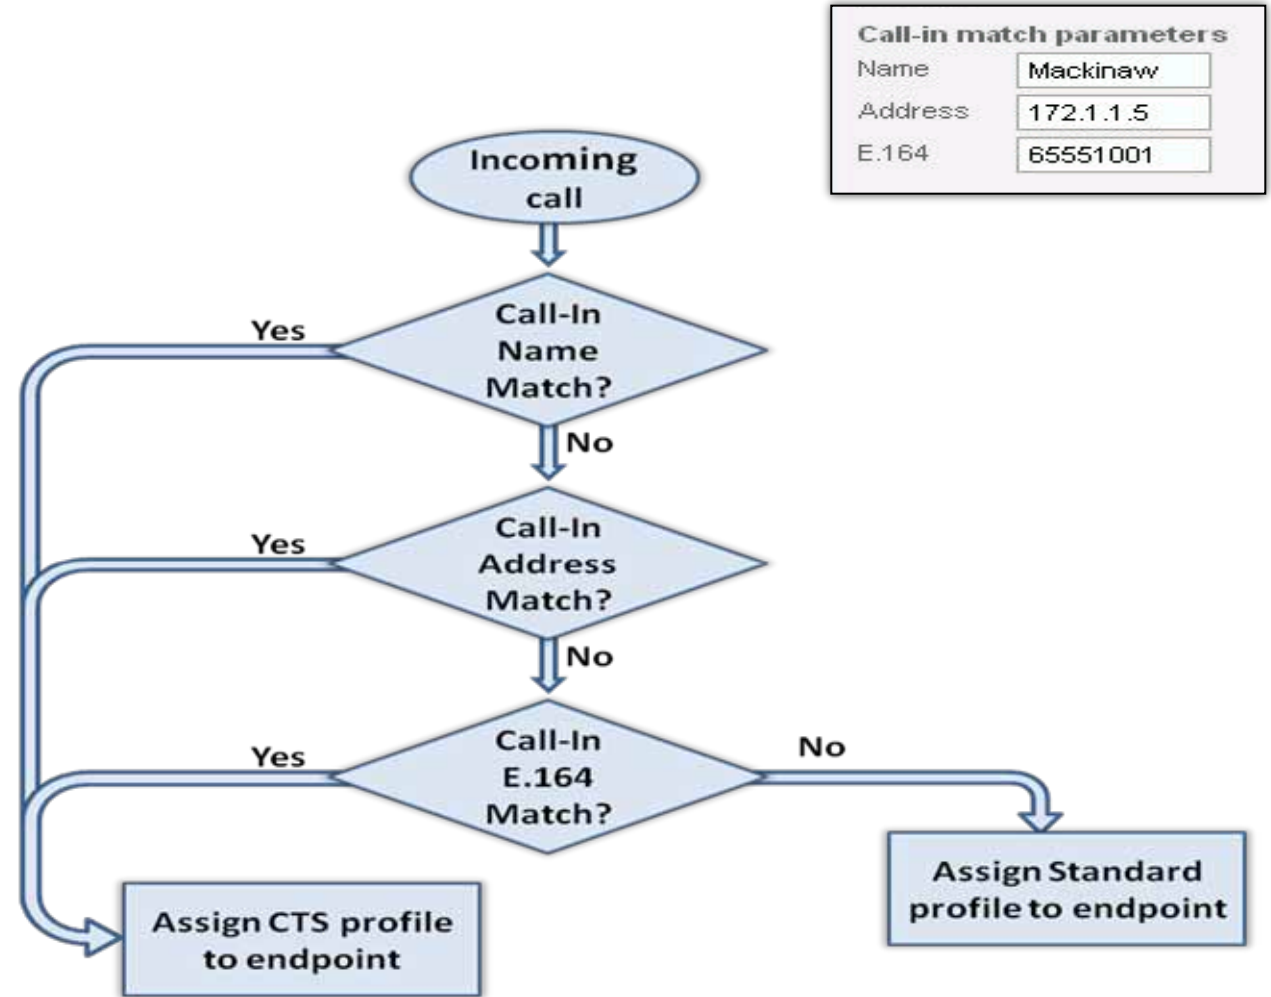 Call-in match parameters
Name Mackinaw
Address 172.1.1.5
E.164 65551001
Incoming
call
Call-In
Name
Match?
Yes
No
Call-In
Address
Match?
Yes
No
Call-In
E.164
Match?
Yes
No
Assign Standard
profile to endpoint
Assign CTS profile
to endpoint